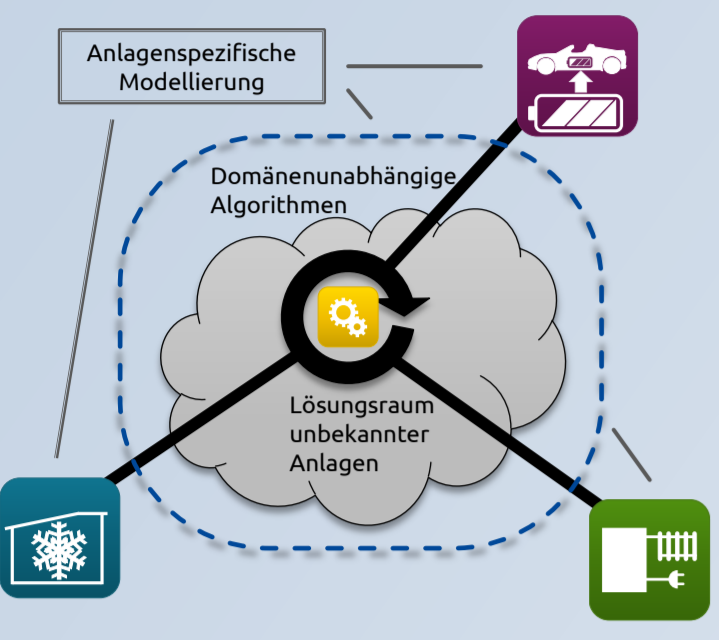 Anlagenspezifische
Modellierung
Domänenunabhängige
Algorithmen
Lösungsraum
unbekannter
Anlagen